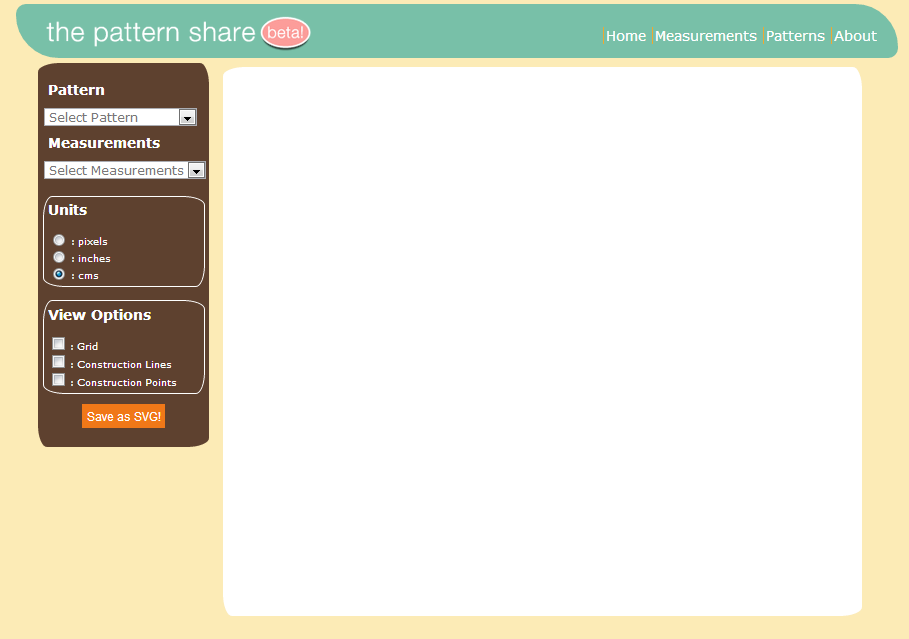 the pattern share beta!
Home Measurements Patterns About
Pattern
Select Pattern
Measurements
Select Measurements
Units
: pixels
: inches
: cms
View Options
: Grid
: Construction Lines
: Construction Points
Save as SVG!